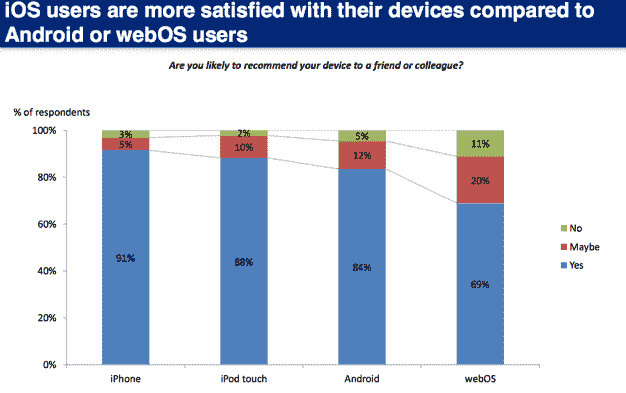 iOS users are more satisfied with their devices compared to
Android or webOS users
Are you likely to recommend your device to a friend or colleague?
% of respondents
100%
80%
60%
40%
20%
0%
3%
5%
91%
2%
10%
88%
5%
12%
84%
11%
20%
69%
No
Maybe
Yes
iPhone
iPod touch
Android
webOS